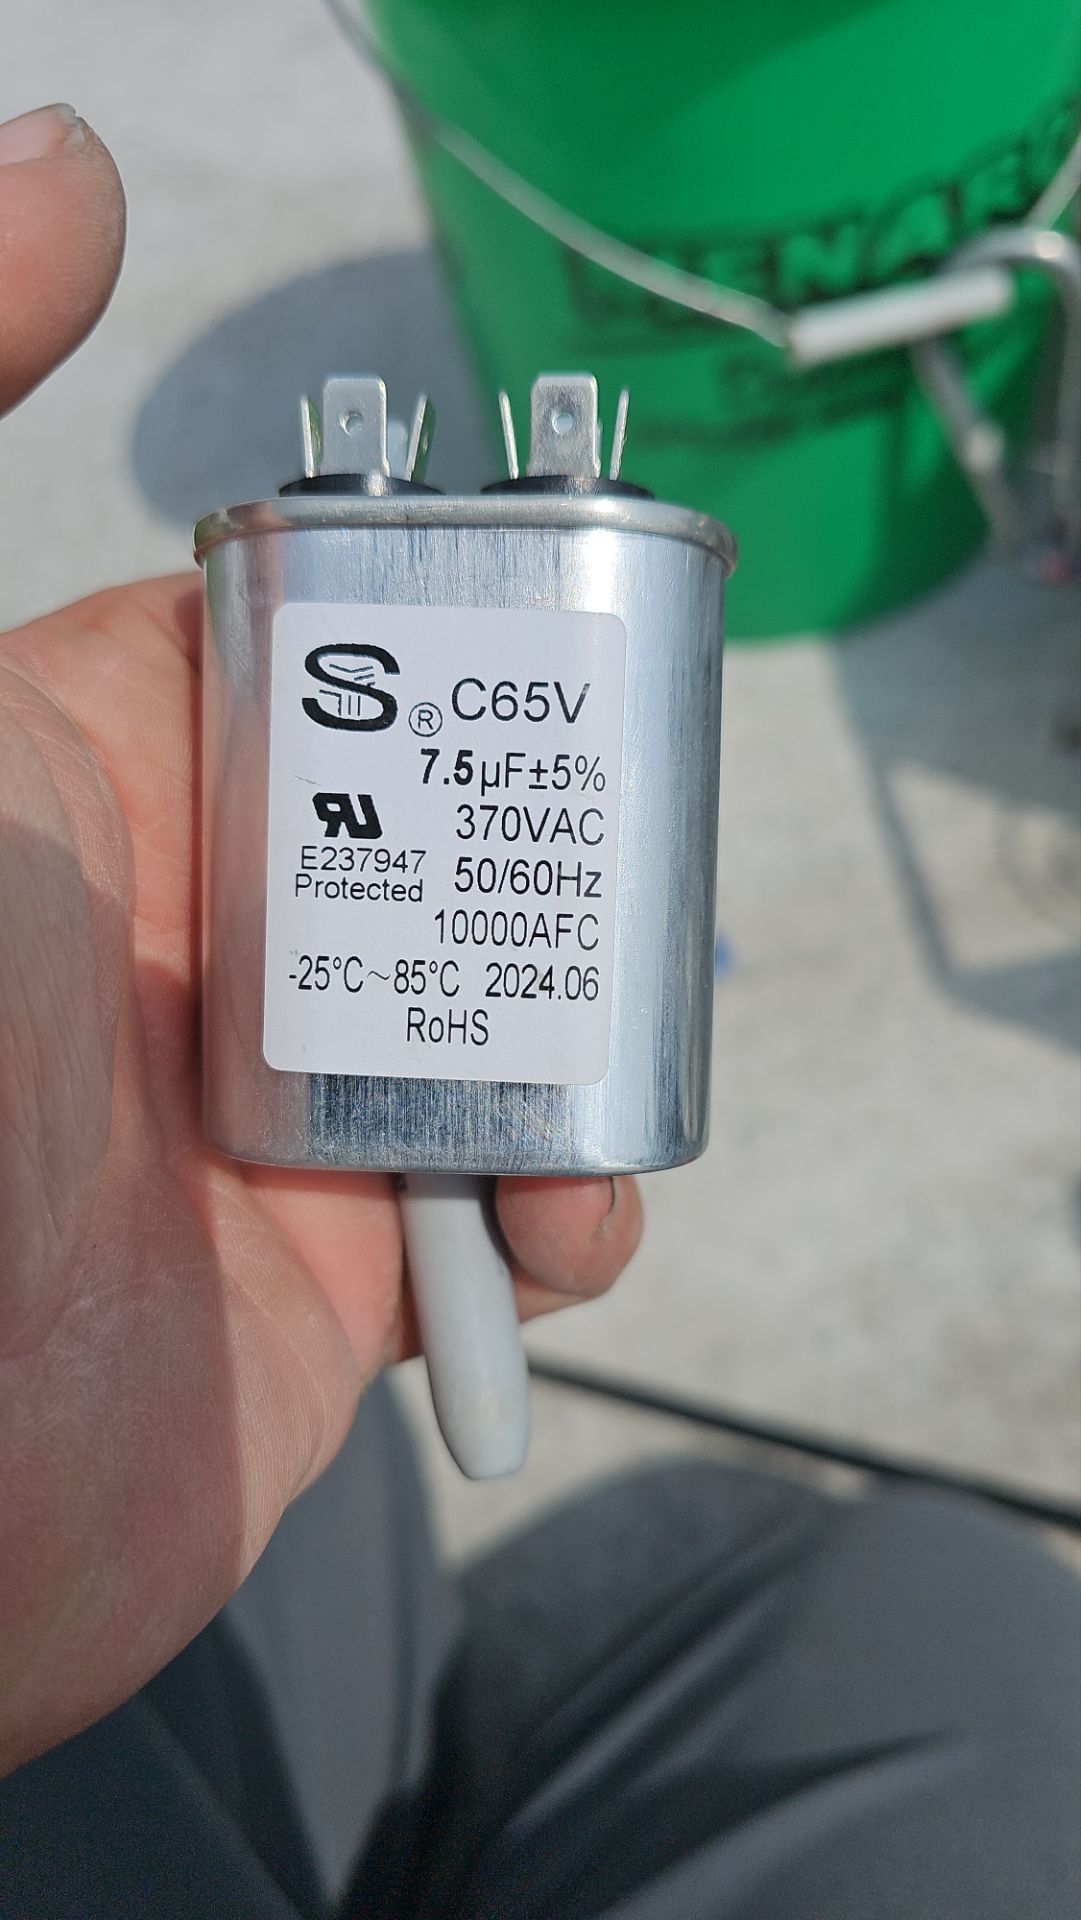 S® C65V
7.5µF±5%
370VAC
E237947
Protected
50/60Hz
10000AFC
-25°C~85°C 2024.06
RoHS